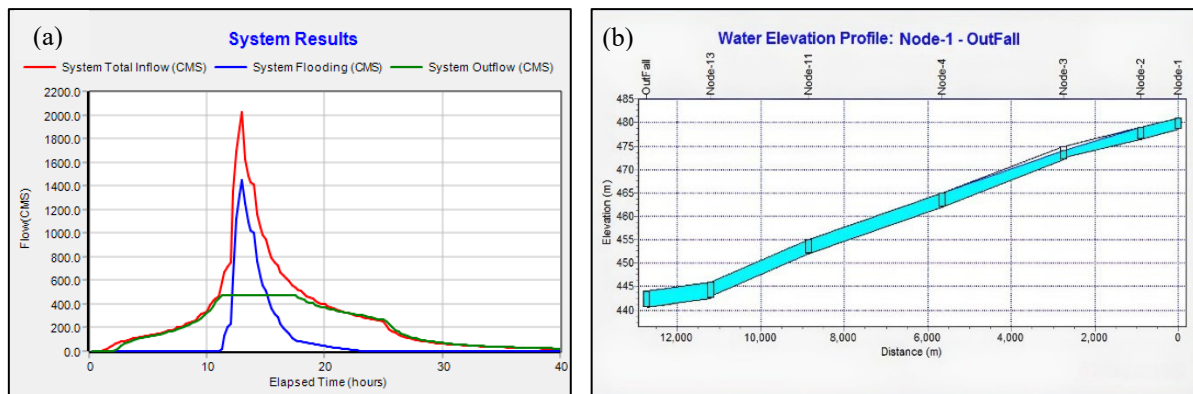 (a)
System Results
System Total Inflow (CMS) System Flooding (CMS) System Outflow (CMS)
2200.0
2000.0
1800.0
1600.0
1400.0
1200.0
1000.0
800.0
600.0
400.0
200.0
0.0
Flow(CMS)
0 10 20 30 40
Elapsed Time (hours)
(b)
Water Elevation Profile: Node-1 - OutFall
OutFall
Node-13
Node-11
Node-4
Node-3
Node-2
Node-1
485
480
475
470
465
460
455
450
445
440
Elevation (m)
12,000 10,000 8,000 6,000 4,000 2,000 0
Distance (m)